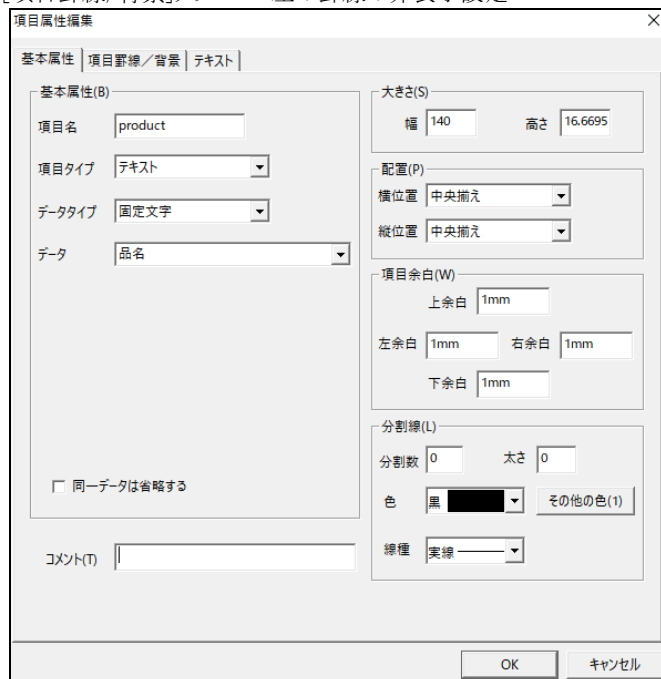 項目属性編集
基本属性 項目罫線／背景 テキスト
基本属性(B)
項目名 product
項目タイプ テキスト
データタイプ 固定文字
データ 品名
同一データは省略する
コメント(T)
大きさ(S)
幅 140 高さ 16.6695
配置(P)
横位置 中央揃え
縦位置 中央揃え
項目余白(W)
上余白 1mm
左余白 1mm 右余白 1mm
下余白 1mm
分割線(L)
分割数 0 太さ 0
色 黒 その他の色(1)
線種 実線
OK キャンセル